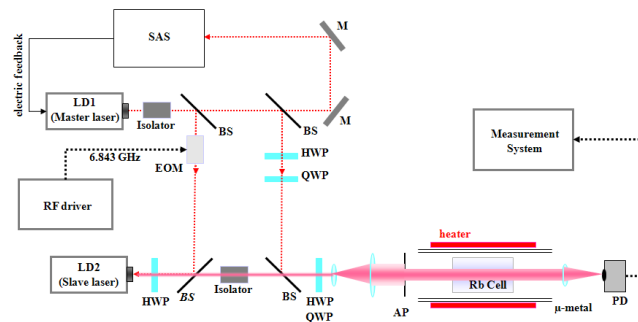 M
SAS
electric feedback
LD1
(Master laser)
Isolator
BS
BS
M
HWP
QWP
EOM
6.843 GHz
RF driver
Measurement
System
heater
LD2
(Slave laser)
HWP
BS
Isolator
BS
HWP
QWP
AP
Rb Cell
μ-metal
PD